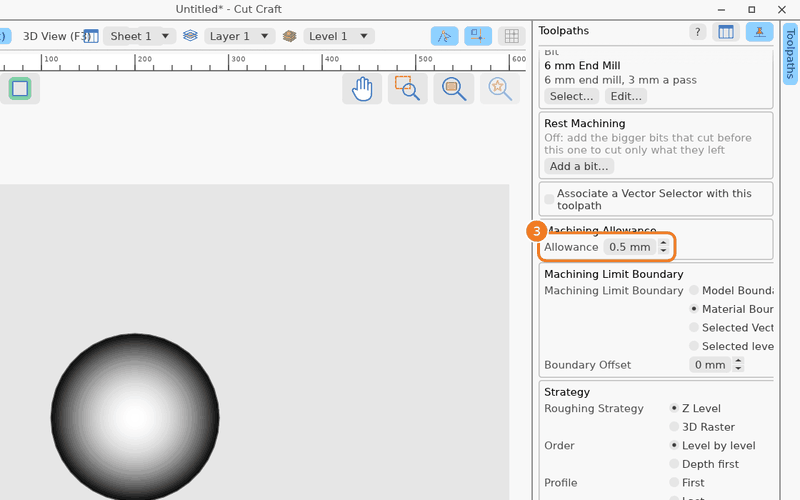 Untitled* - Cut Craft
3D View (F3)
Sheet 1
Layer 1
Level 1
100
200
300
400
500
600
Toolpaths
?
Toolpaths
Bit
6 mm End Mill
6 mm end mill, 3 mm a pass
Select...
Edit...
Rest Machining
Off: add the bigger bits that cut before
this one to cut only what they left
Add a bit...
Associate a Vector Selector with this
toolpath
Machining Allowance
3
Allowance 0.5 mm
Machining Limit Boundary
Machining Limit Boundary
Model Bounda
Material Bour
Selected Vect
Selected leve
Boundary Offset 0 mm
Strategy
Roughing Strategy Z Level
3D Raster
Order Level by level
Depth first
Profile First